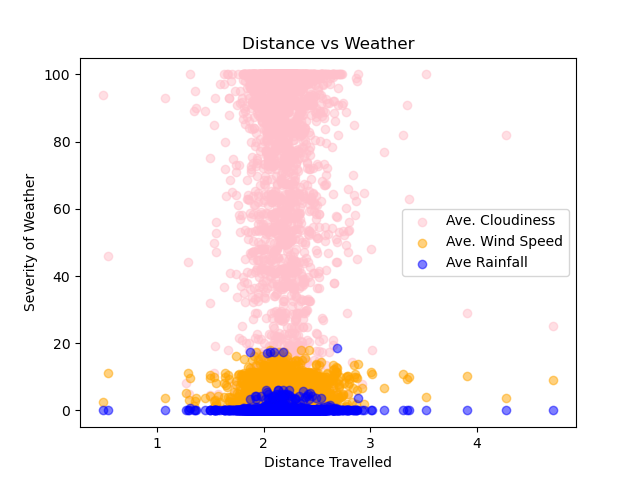 Distance vs Weather
100
80
60
40
20
0
Severity of Weather
Ave. Cloudiness
Ave. Wind Speed
Ave Rainfall
1 2 3 4
Distance Travelled